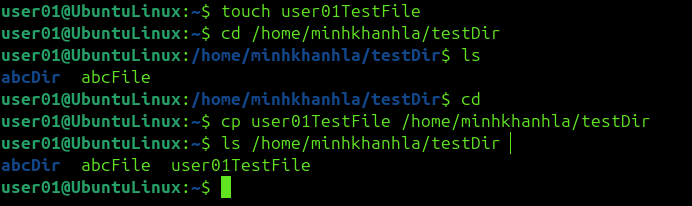 user01@UbuntuLinux:~$ touch user01TestFile
user01@UbuntuLinux:~$ cd /home/minhkhanhla/testDir
user01@UbuntuLinux:/home/minhkhanhla/testDir$ ls
abcDir  abcFile
user01@UbuntuLinux:/home/minhkhanhla/testDir$ cd
user01@UbuntuLinux:~$ cp user01TestFile /home/minhkhanhla/testDir
user01@UbuntuLinux:~$ ls /home/minhkhanhla/testDir
abcDir  abcFile  user01TestFile
user01@UbuntuLinux:~$